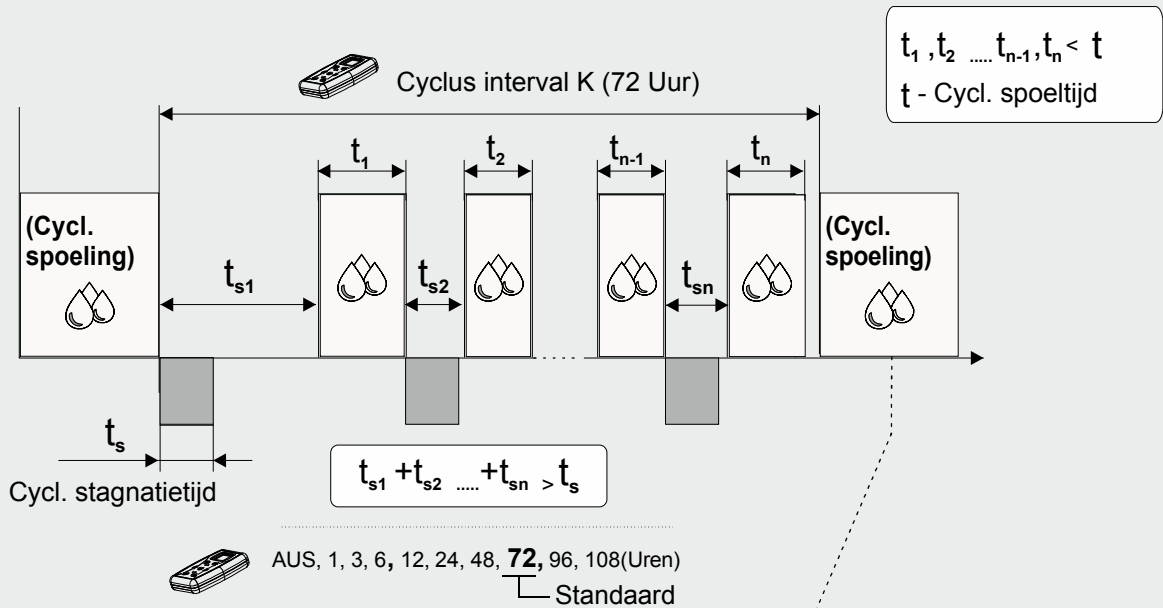 t1 ,t2 ..... tn-1,tn < t
t - Cycl. spoeltijd
Cyclus interval K (72 Uur)
t1
t2
tn-1
tn
(Cycl.
spoeling)
ts1
ts2
tsn
(Cycl.
spoeling)
ts
Cycl. stagnatietijd
ts1 +ts2 ..... +tsn > ts
AUS, 1, 3, 6, 12, 24, 48, 72, 96, 108(Uren)
Standaard